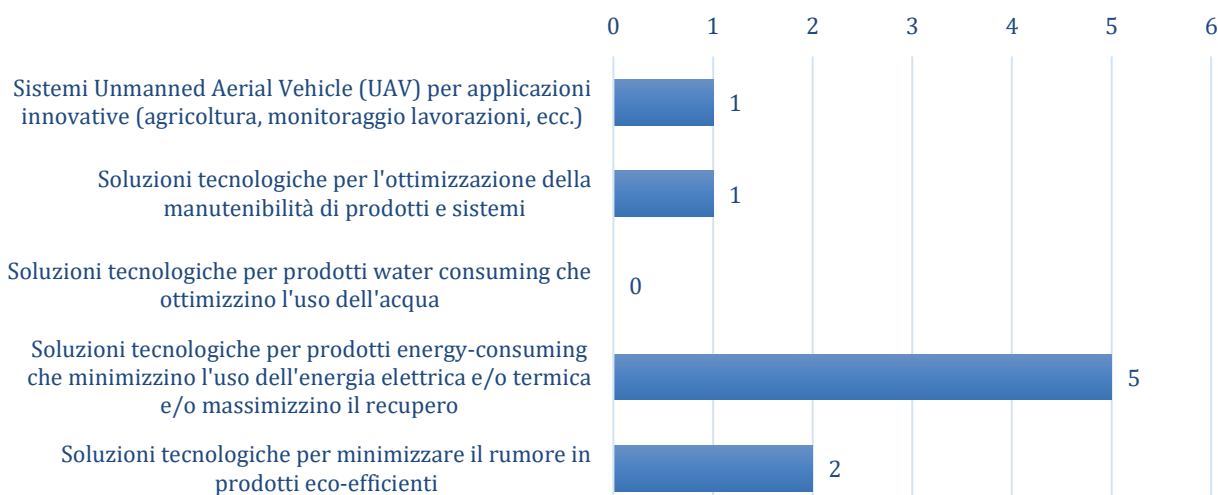 0 1 2 3 4 5 6
Sistemi Unmanned Aerial Vehicle (UAV) per applicazioni
innovative (agricoltura, monitoraggio lavorazioni, ecc.)
1
Soluzioni tecnologiche per l'ottimizzazione della
manutenibilità di prodotti e sistemi
1
Soluzioni tecnologiche per prodotti water consuming che
ottimizzino l'uso dell'acqua
0
Soluzioni tecnologiche per prodotti energy-consuming
che minimizzino l'uso dell'energia elettrica e/o termica
e/o massimizzino il recupero
5
Soluzioni tecnologiche per minimizzare il rumore in
prodotti eco-efficienti
2